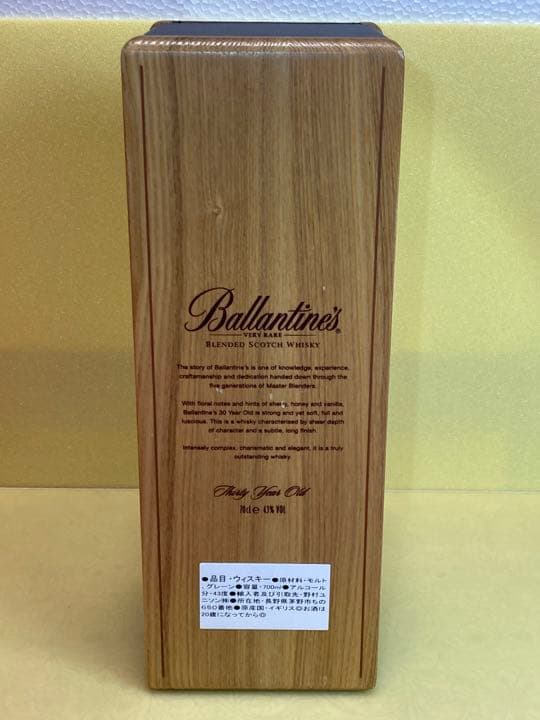 Ballantine's®
VERY RARE
BLENDED SCOTCH WHISKY
The story of Ballantine's is one of knowledge, experience,
craftsmanship and dedication handed down through the
five generations of Master Blenders.
With floral notes and hints of sherry, honey and vanilla,
Ballantine's 30 Year Old is strong and yet soft, full and
luscious. This is a whisky characterised by sheer depth
of character and a subtle, long finish.
Intensely complex, charismatic and elegant, it is a truly
outstanding whisky.
Thirty Year Old
70cl e 43% VOL
●品目・ウィスキー●原材料・モルト
、グレーン●容量・700ml●アルコール
分・43度●輸入者及び引取先・野村ユ
ニソン㈱●所在地・長野県茅野市ちの
650番地●原産国・イギリス◎お酒は
20歳になってから◎